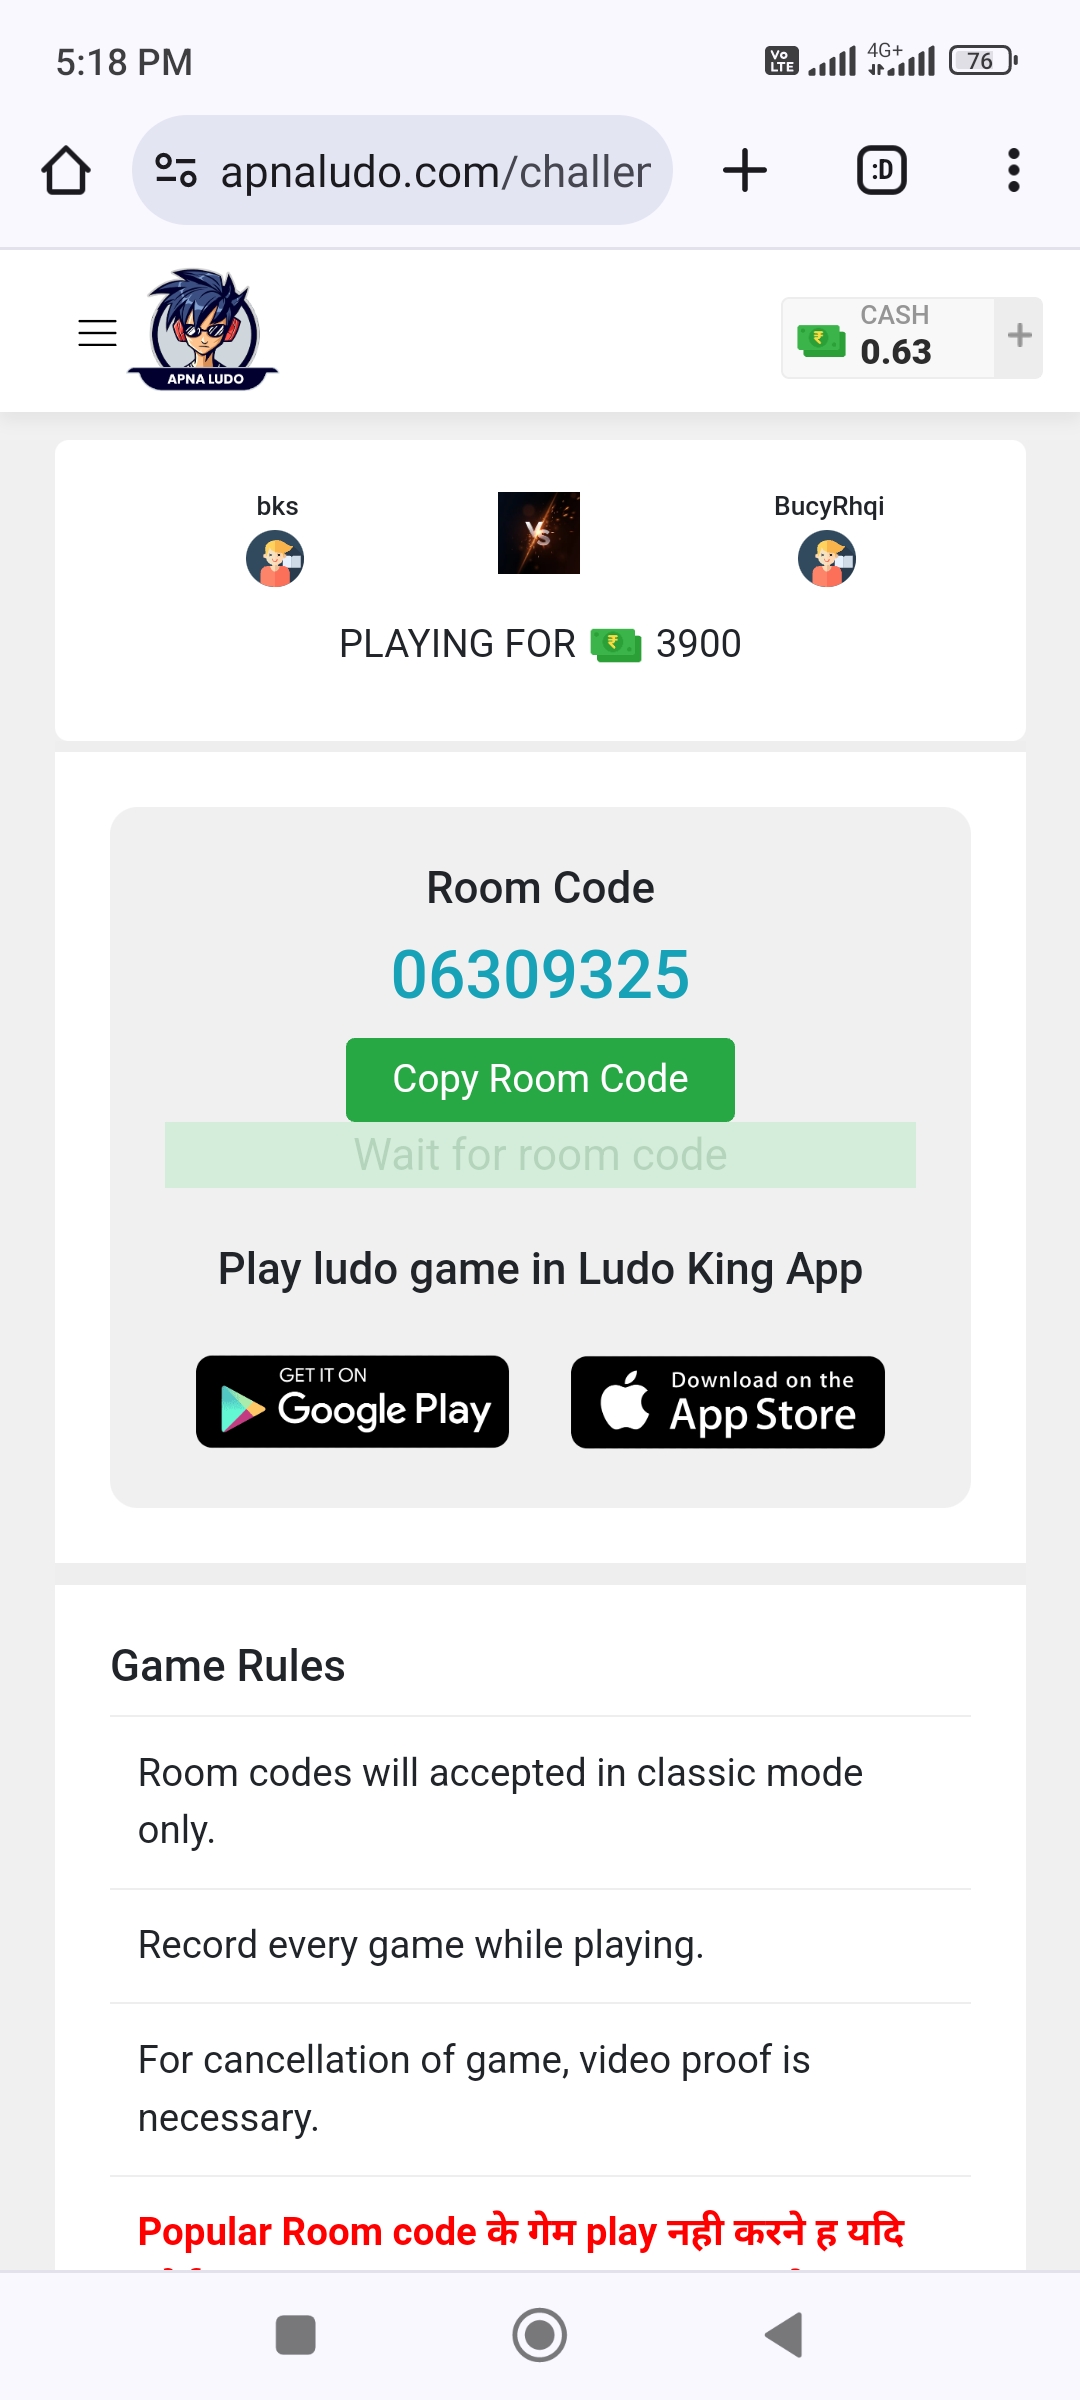 5:18 PM
Vo LTE
4G+
76
apnaludo.com/challer
:D
APNA LUDO
CASH
0.63
bks
VS
BucyRhqi
PLAYING FOR ₹ 3900
Room Code
06309325
Copy Room Code
Wait for room code
Play ludo game in Ludo King App
GET IT ON
Google Play
Download on the
App Store
Game Rules
Room codes will accepted in classic mode
only.
Record every game while playing.
For cancellation of game, video proof is
necessary.
Popular Room code के गेम play नही करने ह यदि